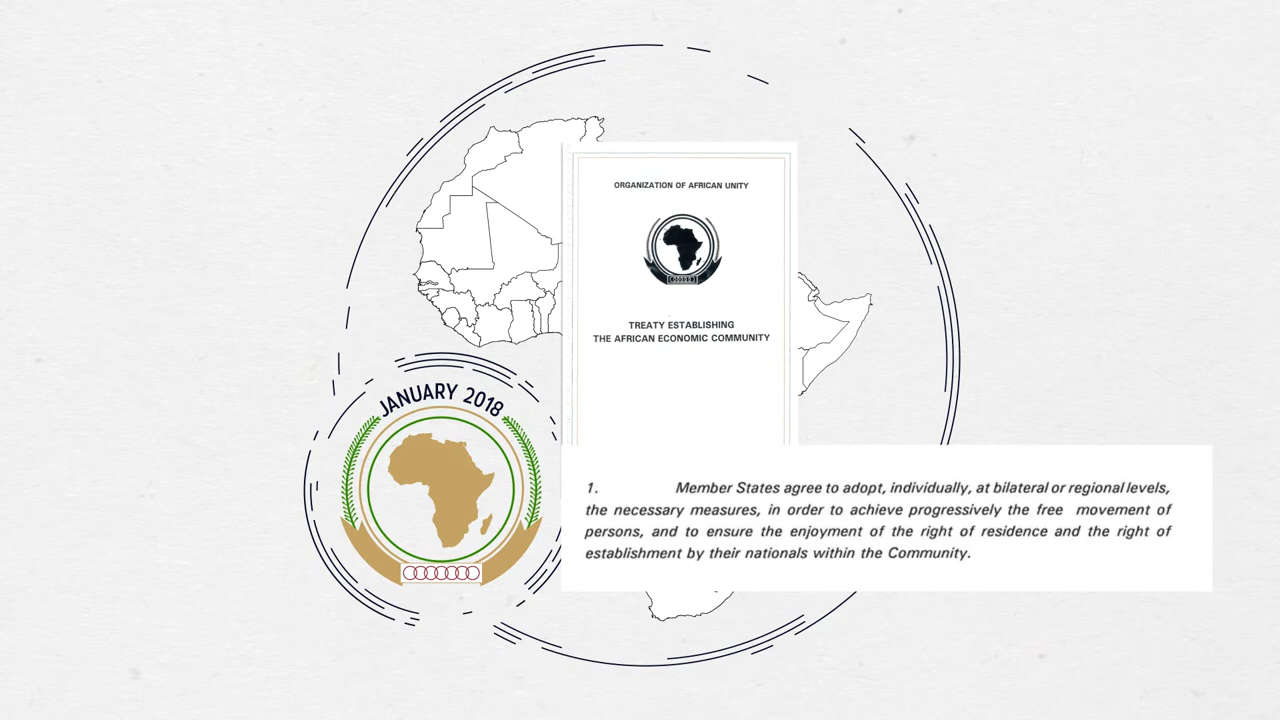 ORGANIZATION OF AFRICAN UNITY
TREATY ESTABLISHING
THE AFRICAN ECONOMIC COMMUNITY
JANUARY 2018
1. Member States agree to adopt, individually, at bilateral or regional levels,
the necessary measures, in order to achieve progressively the free movement of
persons, and to ensure the enjoyment of the right of residence and the right of
establishment by their nationals within the Community.